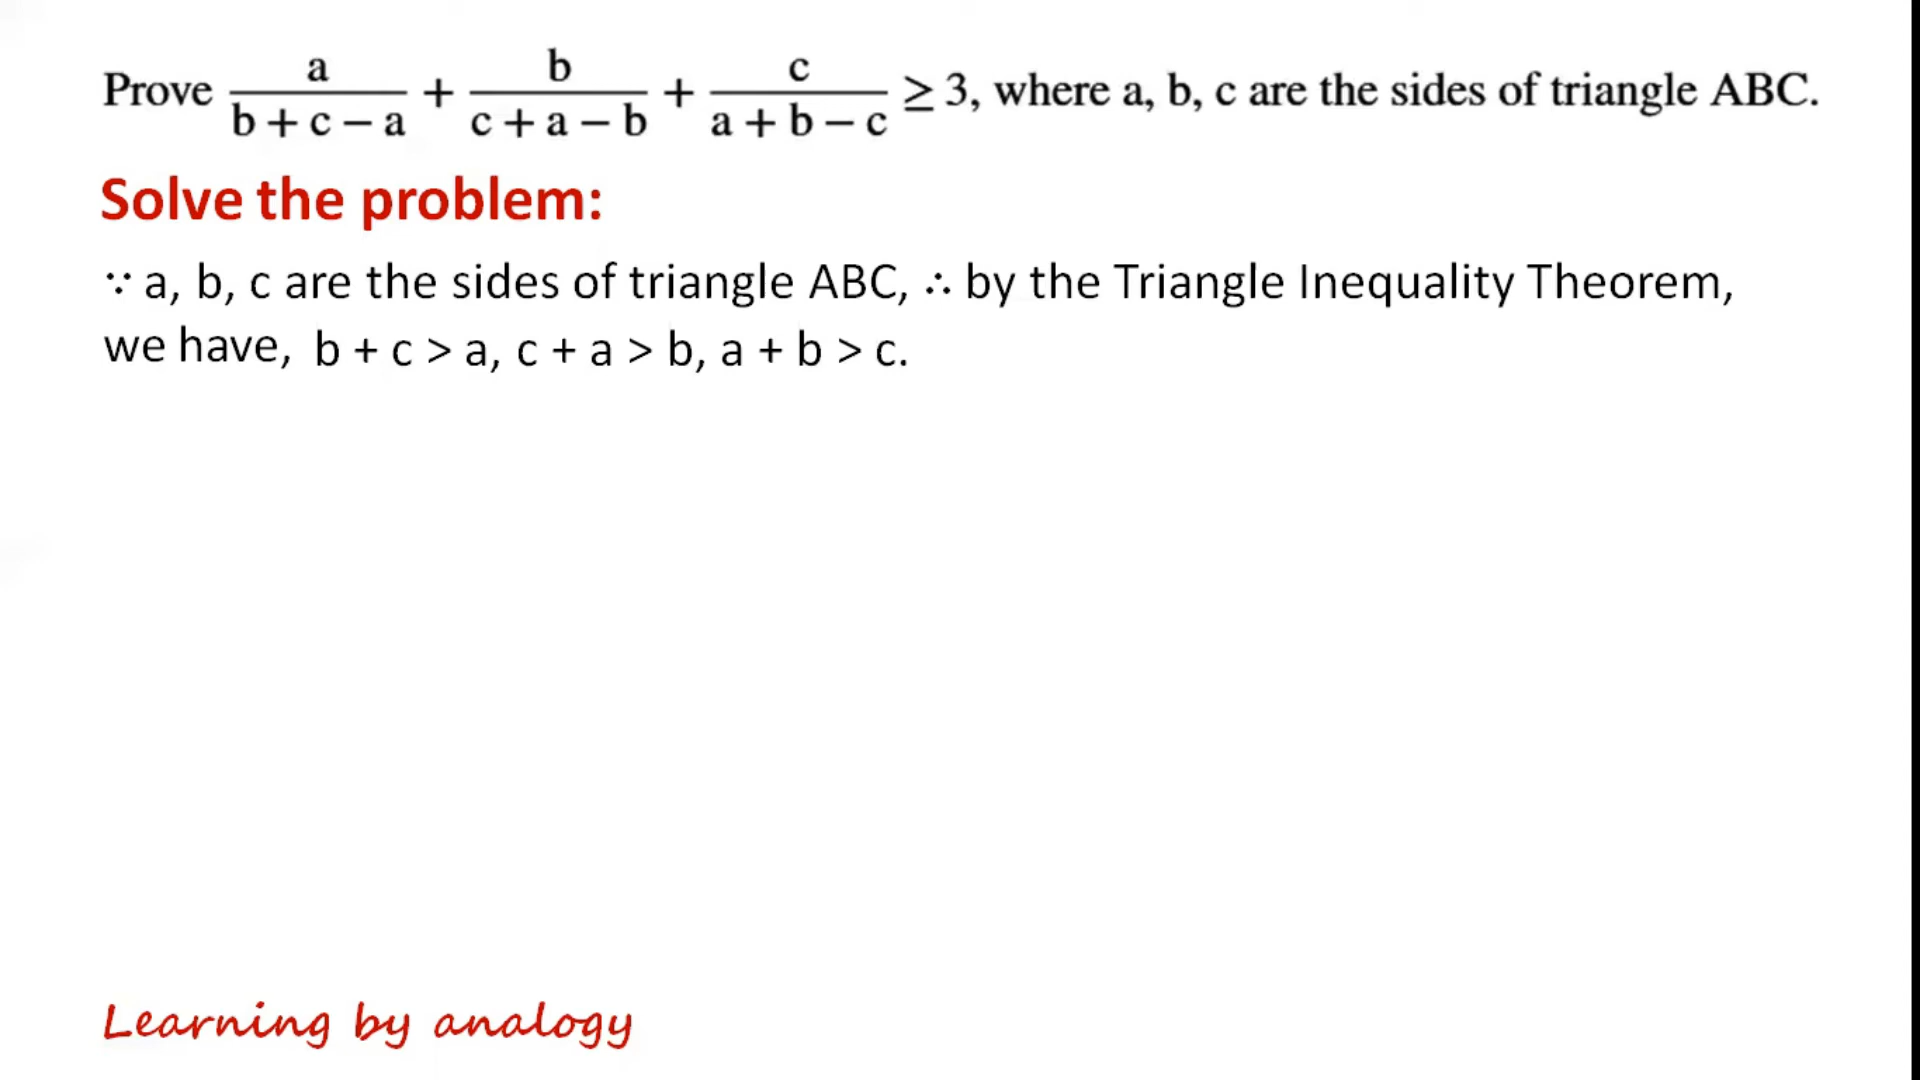 Prove a/(b + c − a) + b/(c + a − b) + c/(a + b − c) ≥ 3, where a, b, c are the sides of triangle ABC.
Solve the problem:
∵ a, b, c are the sides of triangle ABC, ∴ by the Triangle Inequality Theorem,
we have, b + c > a, c + a > b, a + b > c.
Learning by analogy